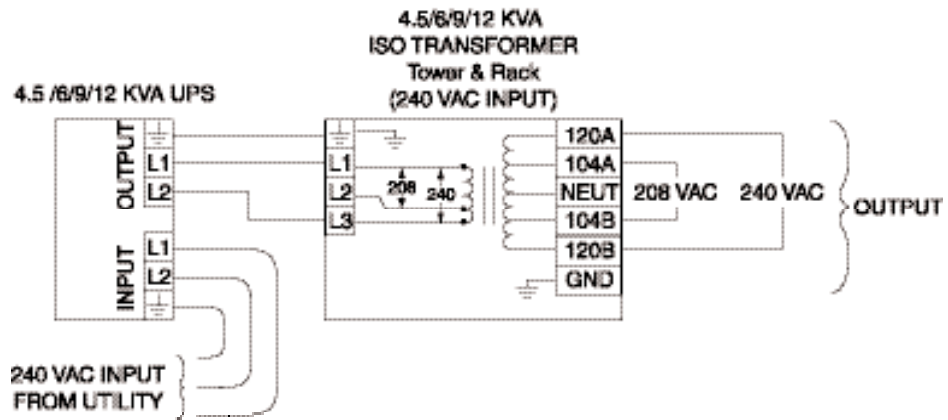 4.5/6/9/12 KVA
ISO TRANSFORMER
Tower & Rack
(240 VAC INPUT)
4.5 /6/9/12 KVA UPS
OUTPUT
L1
L2
INPUT
L1
L2
L1
L2
L3
208
240
120A
104A
NEUT
104B
120B
GND
208 VAC
240 VAC
OUTPUT
240 VAC INPUT
FROM UTILITY